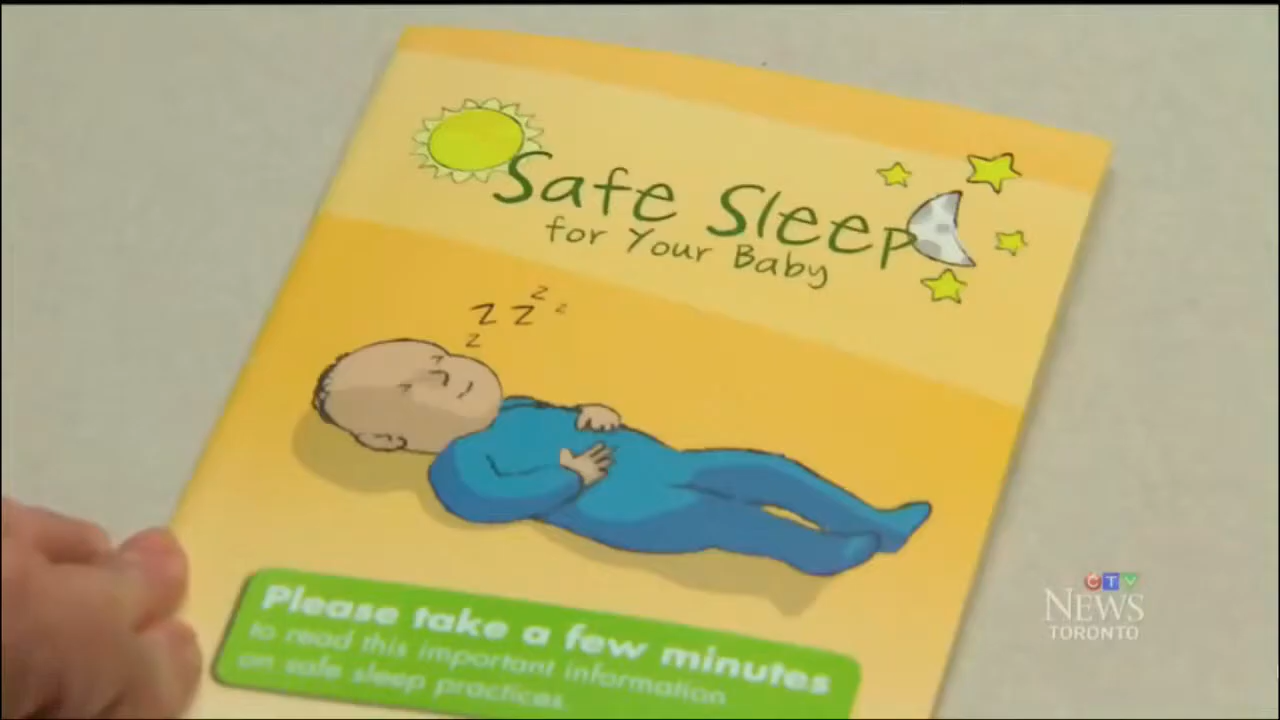 Safe Sleep
for Your Baby
z z z z
z
Please take a few minutes
to read this important information
on safe sleep practices.
CTV
NEWS
TORONTO